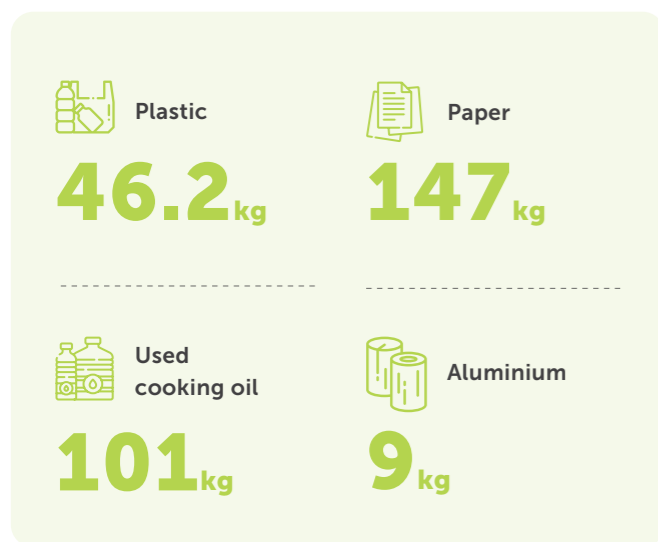 Plastic
46.2kg
Paper
147kg
Used
cooking oil
101kg
Aluminium
9kg